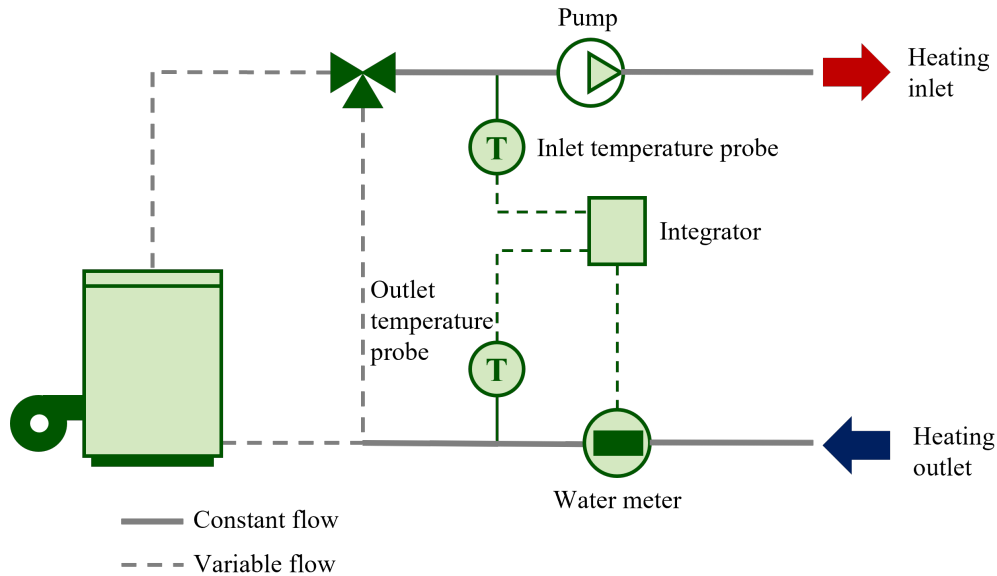 Pump
Heating
inlet
T
Inlet temperature probe
Integrator
Outlet
temperature
probe
T
Heating
outlet
Water meter
Constant flow
Variable flow